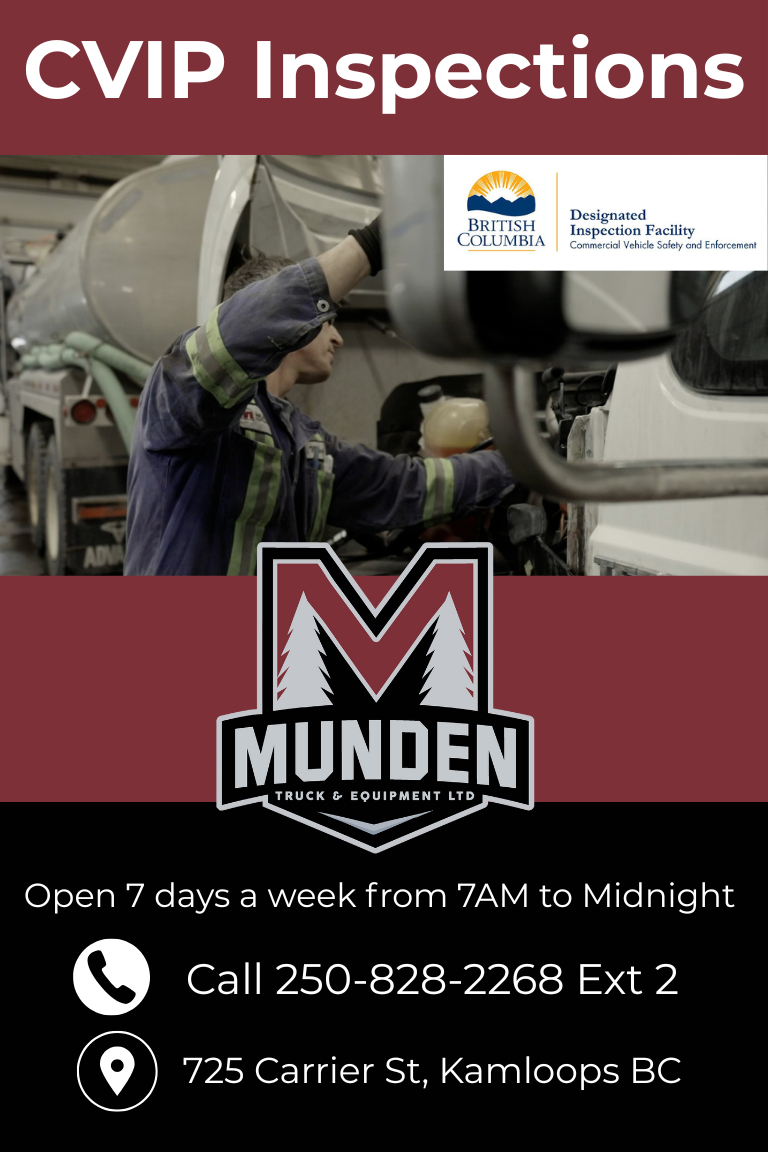 CVIP Inspections
BRITISH
COLUMBIA
Designated
Inspection Facility
Commercial Vehicle Safety and Enforcement
MUNDEN
TRUCK & EQUIPMENT LTD
Open 7 days a week from 7AM to Midnight
Call 250-828-2268 Ext 2
725 Carrier St, Kamloops BC